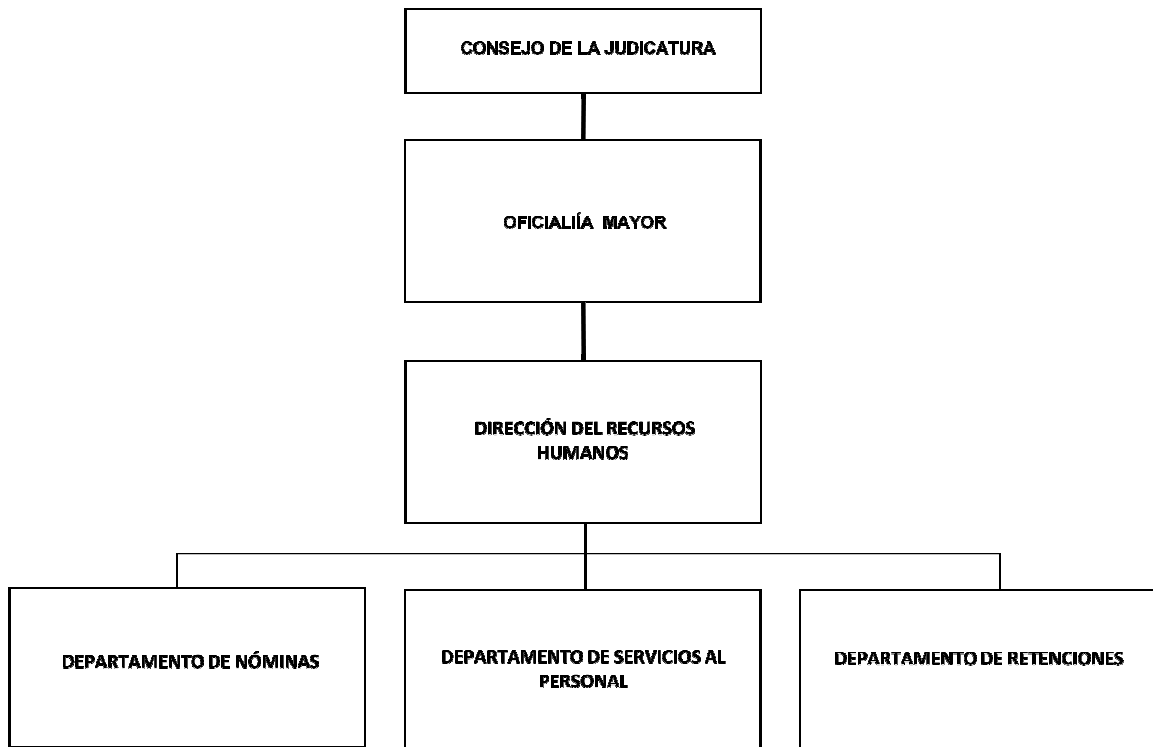 CONSEJO DE LA JUDICATURA
OFICIALIÍA MAYOR
DIRECCIÓN DEL RECURSOS
HUMANOS
DEPARTAMENTO DE NÓMINAS
DEPARTAMENTO DE SERVICIOS AL
PERSONAL
DEPARTAMENTO DE RETENCIONES